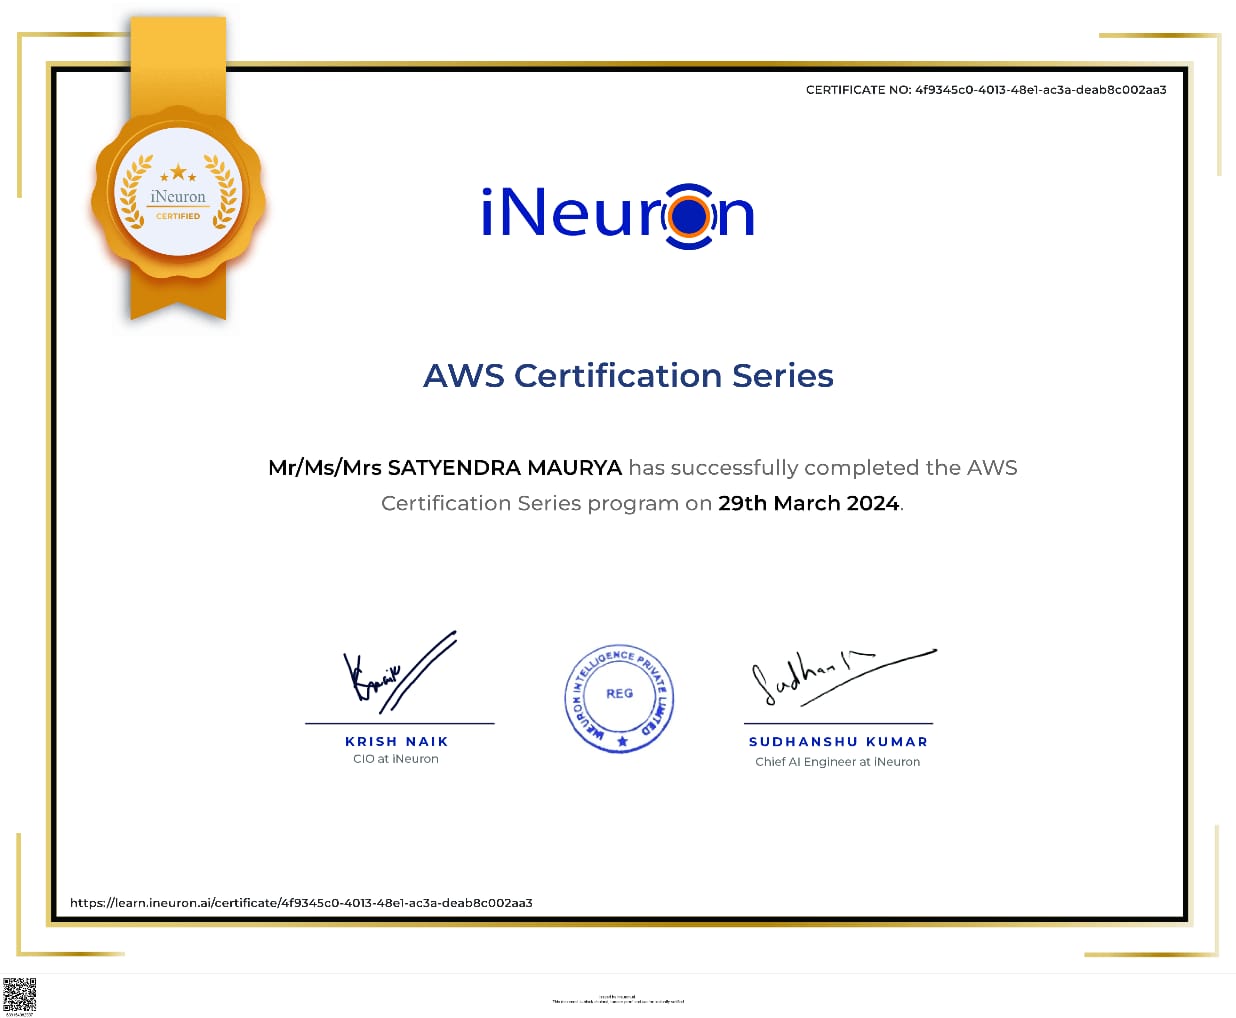 CERTIFICATE NO: 4f9345c0-4013-48e1-ac3a-deab8c002aa3
iNeuron
CERTIFIED
iNeuron
AWS Certification Series
Mr/Ms/Mrs SATYENDRA MAURYA has successfully completed the AWS
Certification Series program on 29th March 2024.
INEURON INTELLIGENCE PRIVATE LIMITED
REG
KRISH NAIK
CIO at iNeuron
SUDHANSHU KUMAR
Chief AI Engineer at iNeuron
https://learn.ineuron.ai/certificate/4f9345c0-4013-48e1-ac3a-deab8c002aa3